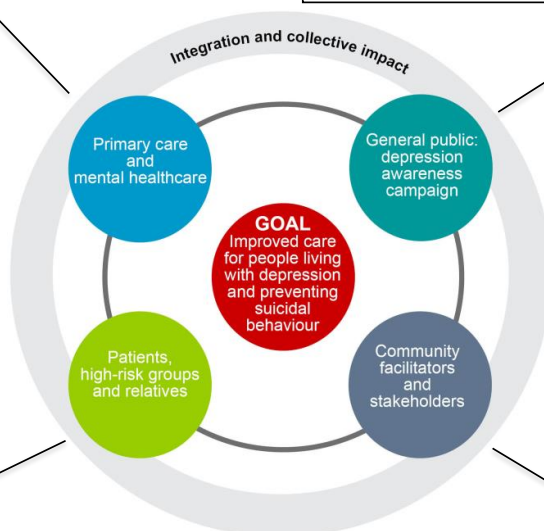 Integration and collective impact
Primary care
and
mental healthcare
General public:
depression
awareness
campaign
GOAL
Improved care
for people living
with depression
and preventing
suicidal
behaviour
Patients,
high-risk groups
and relatives
Community
facilitators
and
stakeholders